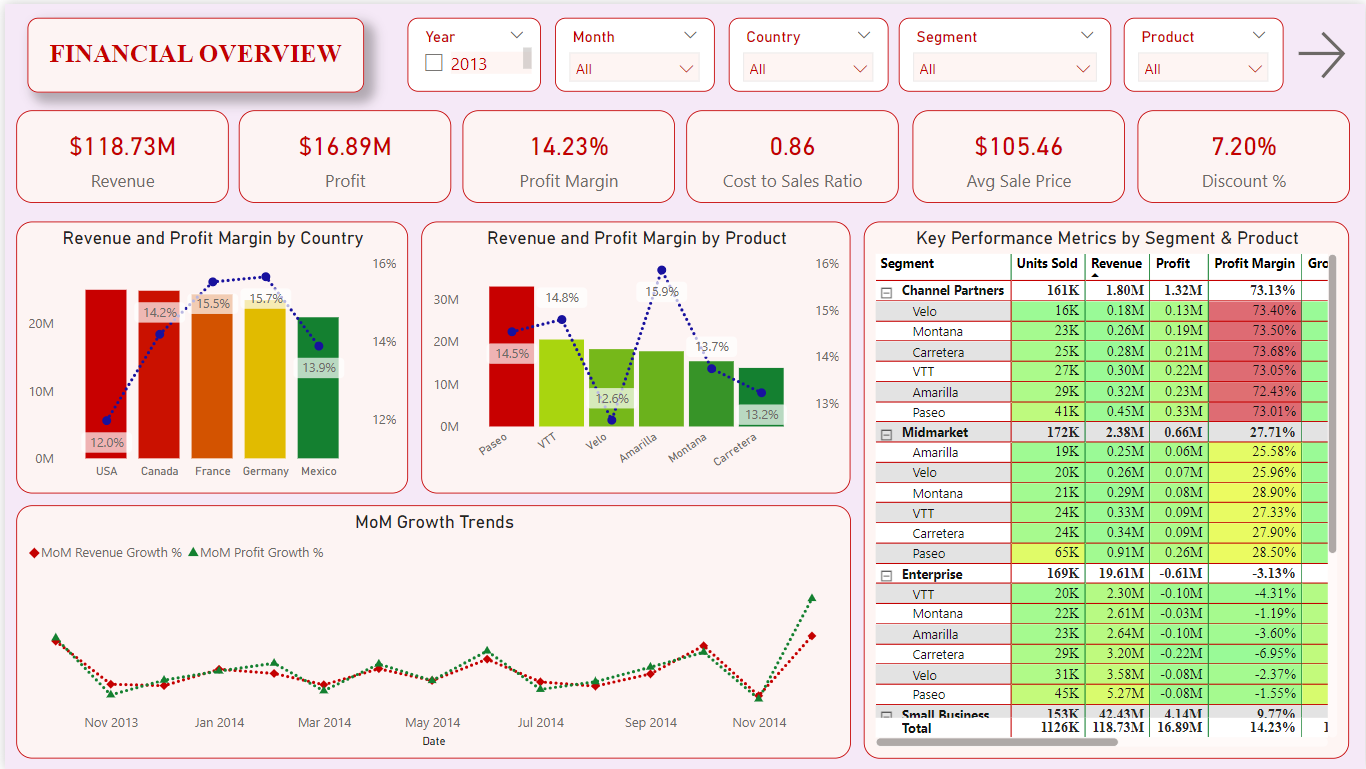 FINANCIAL OVERVIEW
Year
2013
Month
All
Country
All
Segment
All
Product
All
$118.73M
Revenue
$16.89M
Profit
14.23%
Profit Margin
0.86
Cost to Sales Ratio
$105.46
Avg Sale Price
7.20%
Discount %
Revenue and Profit Margin by Country
16%
14%
12%
20M
10M
0M
12.0%
14.2%
15.5%
15.7%
13.9%
USA Canada France Germany Mexico
Revenue and Profit Margin by Product
30M
20M
10M
0M
16%
15%
14%
13%
14.5%
14.8%
12.6%
15.9%
13.7%
13.2%
Paseo VTT Velo Amarilla Montana Carretera
MoM Growth Trends
MoM Revenue Growth % MoM Profit Growth %
Nov 2013 Jan 2014 Mar 2014 May 2014 Jul 2014 Sep 2014 Nov 2014
Date
Key Performance Metrics by Segment & Product
Segment Units Sold Revenue Profit Profit Margin Gro
Channel Partners 161K 1.80M 1.32M 73.13%
Velo 16K 0.18M 0.13M 73.40%
Montana 23K 0.26M 0.19M 73.50%
Carretera 25K 0.28M 0.21M 73.68%
VTT 27K 0.30M 0.22M 73.05%
Amarilla 29K 0.32M 0.23M 72.43%
Paseo 41K 0.45M 0.33M 73.01%
Midmarket 172K 2.38M 0.66M 27.71%
Amarilla 19K 0.25M 0.06M 25.58%
Velo 20K 0.26M 0.07M 25.96%
Montana 21K 0.29M 0.08M 28.90%
VTT 24K 0.33M 0.09M 27.33%
Carretera 24K 0.34M 0.09M 27.90%
Paseo 65K 0.91M 0.26M 28.50%
Enterprise 169K 19.61M -0.61M -3.13%
VTT 20K 2.30M -0.10M -4.31%
Montana 22K 2.61M -0.03M -1.19%
Amarilla 23K 2.64M -0.10M -3.60%
Carretera 29K 3.20M -0.22M -6.95%
Velo 31K 3.58M -0.08M -2.37%
Paseo 45K 5.27M -0.08M -1.55%
Small Business 153K 42.43M 4.14M 9.77%
Total 1126K 118.73M 16.89M 14.23% 1